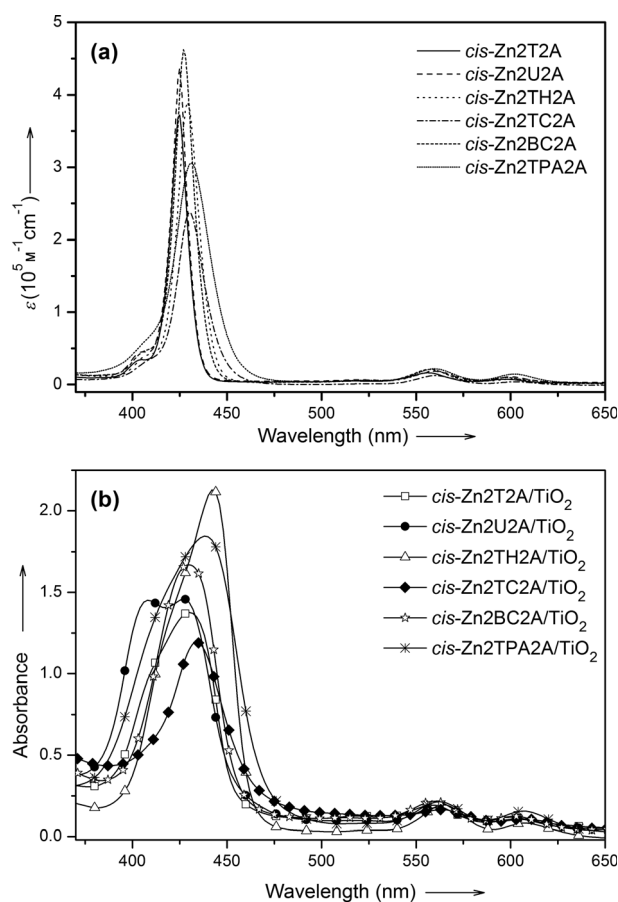 (a)
cis-Zn2T2A
cis-Zn2U2A
cis-Zn2TH2A
cis-Zn2TC2A
cis-Zn2BC2A
cis-Zn2TPA2A
5
4
3
2
1
0
ε(10⁵ M⁻¹ cm⁻¹)
400 450 500 550 600 650
Wavelength (nm)
(b)
cis-Zn2T2A/TiO₂
cis-Zn2U2A/TiO₂
cis-Zn2TH2A/TiO₂
cis-Zn2TC2A/TiO₂
cis-Zn2BC2A/TiO₂
cis-Zn2TPA2A/TiO₂
2.0
1.5
1.0
0.5
0.0
Absorbance
400 450 500 550 600 650
Wavelength (nm)